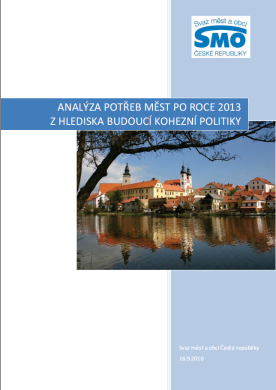 Svaz měst a obcí
SMO
ČESKÉ REPUBLIKY
ANALÝZA POTŘEB MĚST PO ROCE 2013
Z HLEDISKA BUDOUCÍ KOHEZNÍ POLITIKY
Svaz měst a obcí České republiky